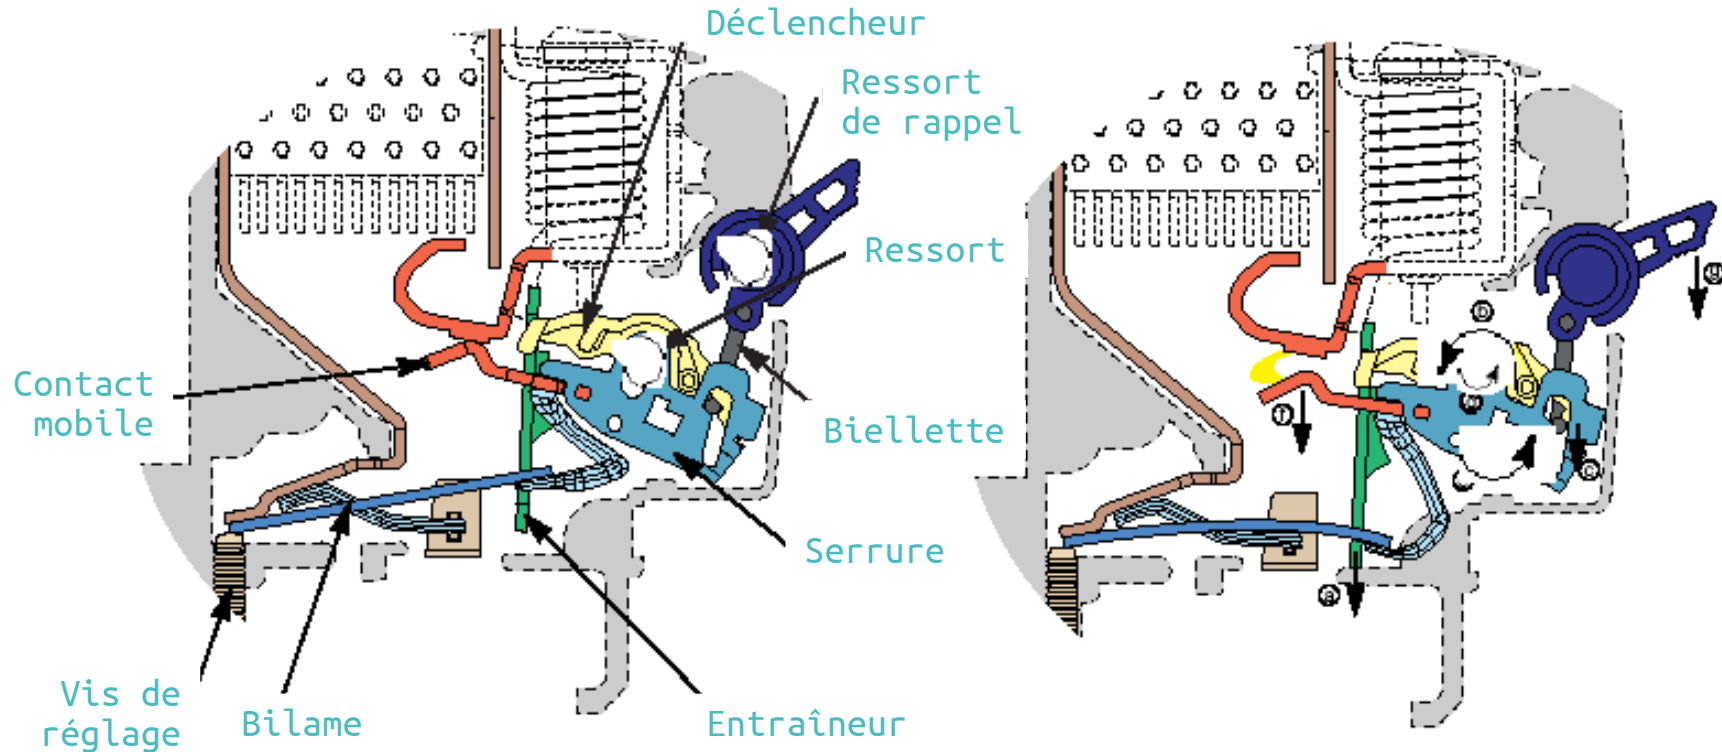 Déclencheur
Ressort
de rappel
Ressort
Contact
mobile
Biellette
Serrure
Vis de
réglage
Bilame
Entraîneur
b
g
f
c
a